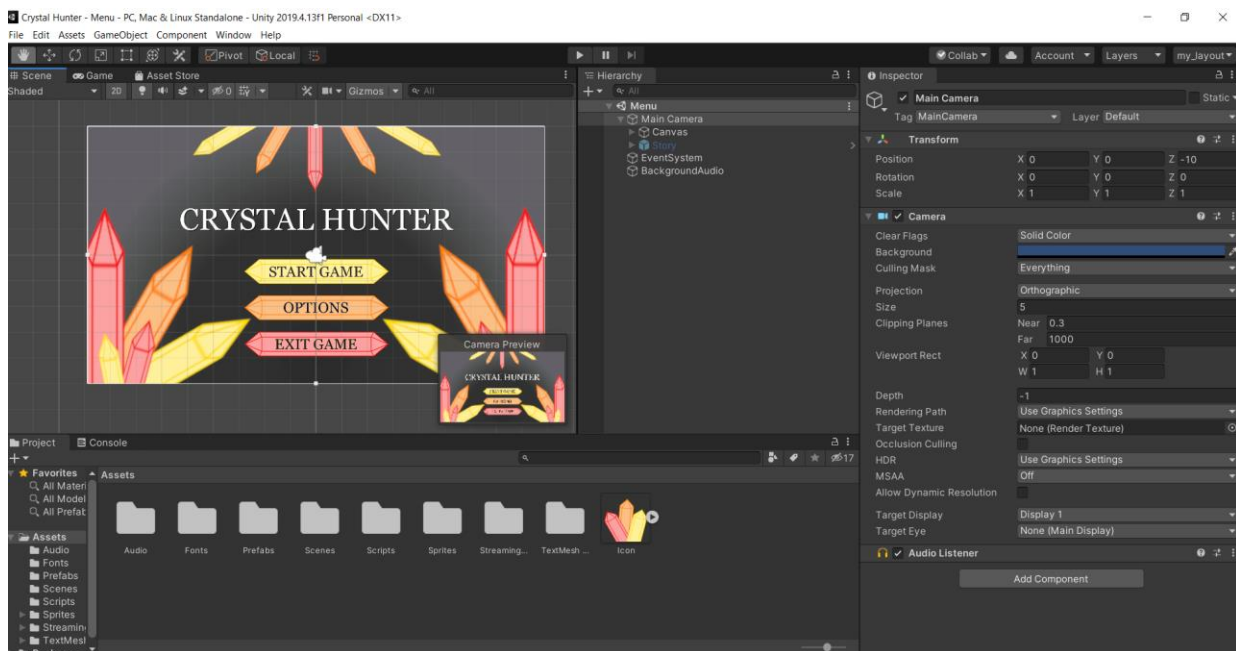 Crystal Hunter - Menu - PC, Mac & Linux Standalone - Unity 2019.4.13f1 Personal <DX11>
File Edit Assets GameObject Component Window Help
Pivot Local
Collab Account Layers my_layout
Scene Game Asset Store
Shaded 2D 0 Gizmos All
CRYSTAL HUNTER
START GAME
OPTIONS
EXIT GAME
Camera Preview
CRYSTAL HUNTER
Hierarchy
All
Menu
Main Camera
Canvas
Story
EventSystem
BackgroundAudio
Inspector
Main Camera Static
Tag MainCamera Layer Default
Transform
Position X 0 Y 0 Z -10
Rotation X 0 Y 0 Z 0
Scale X 1 Y 1 Z 1
Camera
Clear Flags Solid Color
Background
Culling Mask Everything
Projection Orthographic
Size 5
Clipping Planes Near 0.3
Far 1000
Viewport Rect X 0 Y 0
W 1 H 1
Depth -1
Rendering Path Use Graphics Settings
Target Texture None (Render Texture)
Occlusion Culling
HDR Use Graphics Settings
MSAA Off
Allow Dynamic Resolution
Target Display Display 1
Target Eye None (Main Display)
Audio Listener
Add Component
Project Console
17
Favorites
All Materi
All Model
All Prefab
Assets
Audio
Fonts
Prefabs
Scenes
Scripts
Sprites
Streamin
TextMesl
Assets
Audio Fonts Prefabs Scenes Scripts Sprites Streaming... TextMesh ... Icon